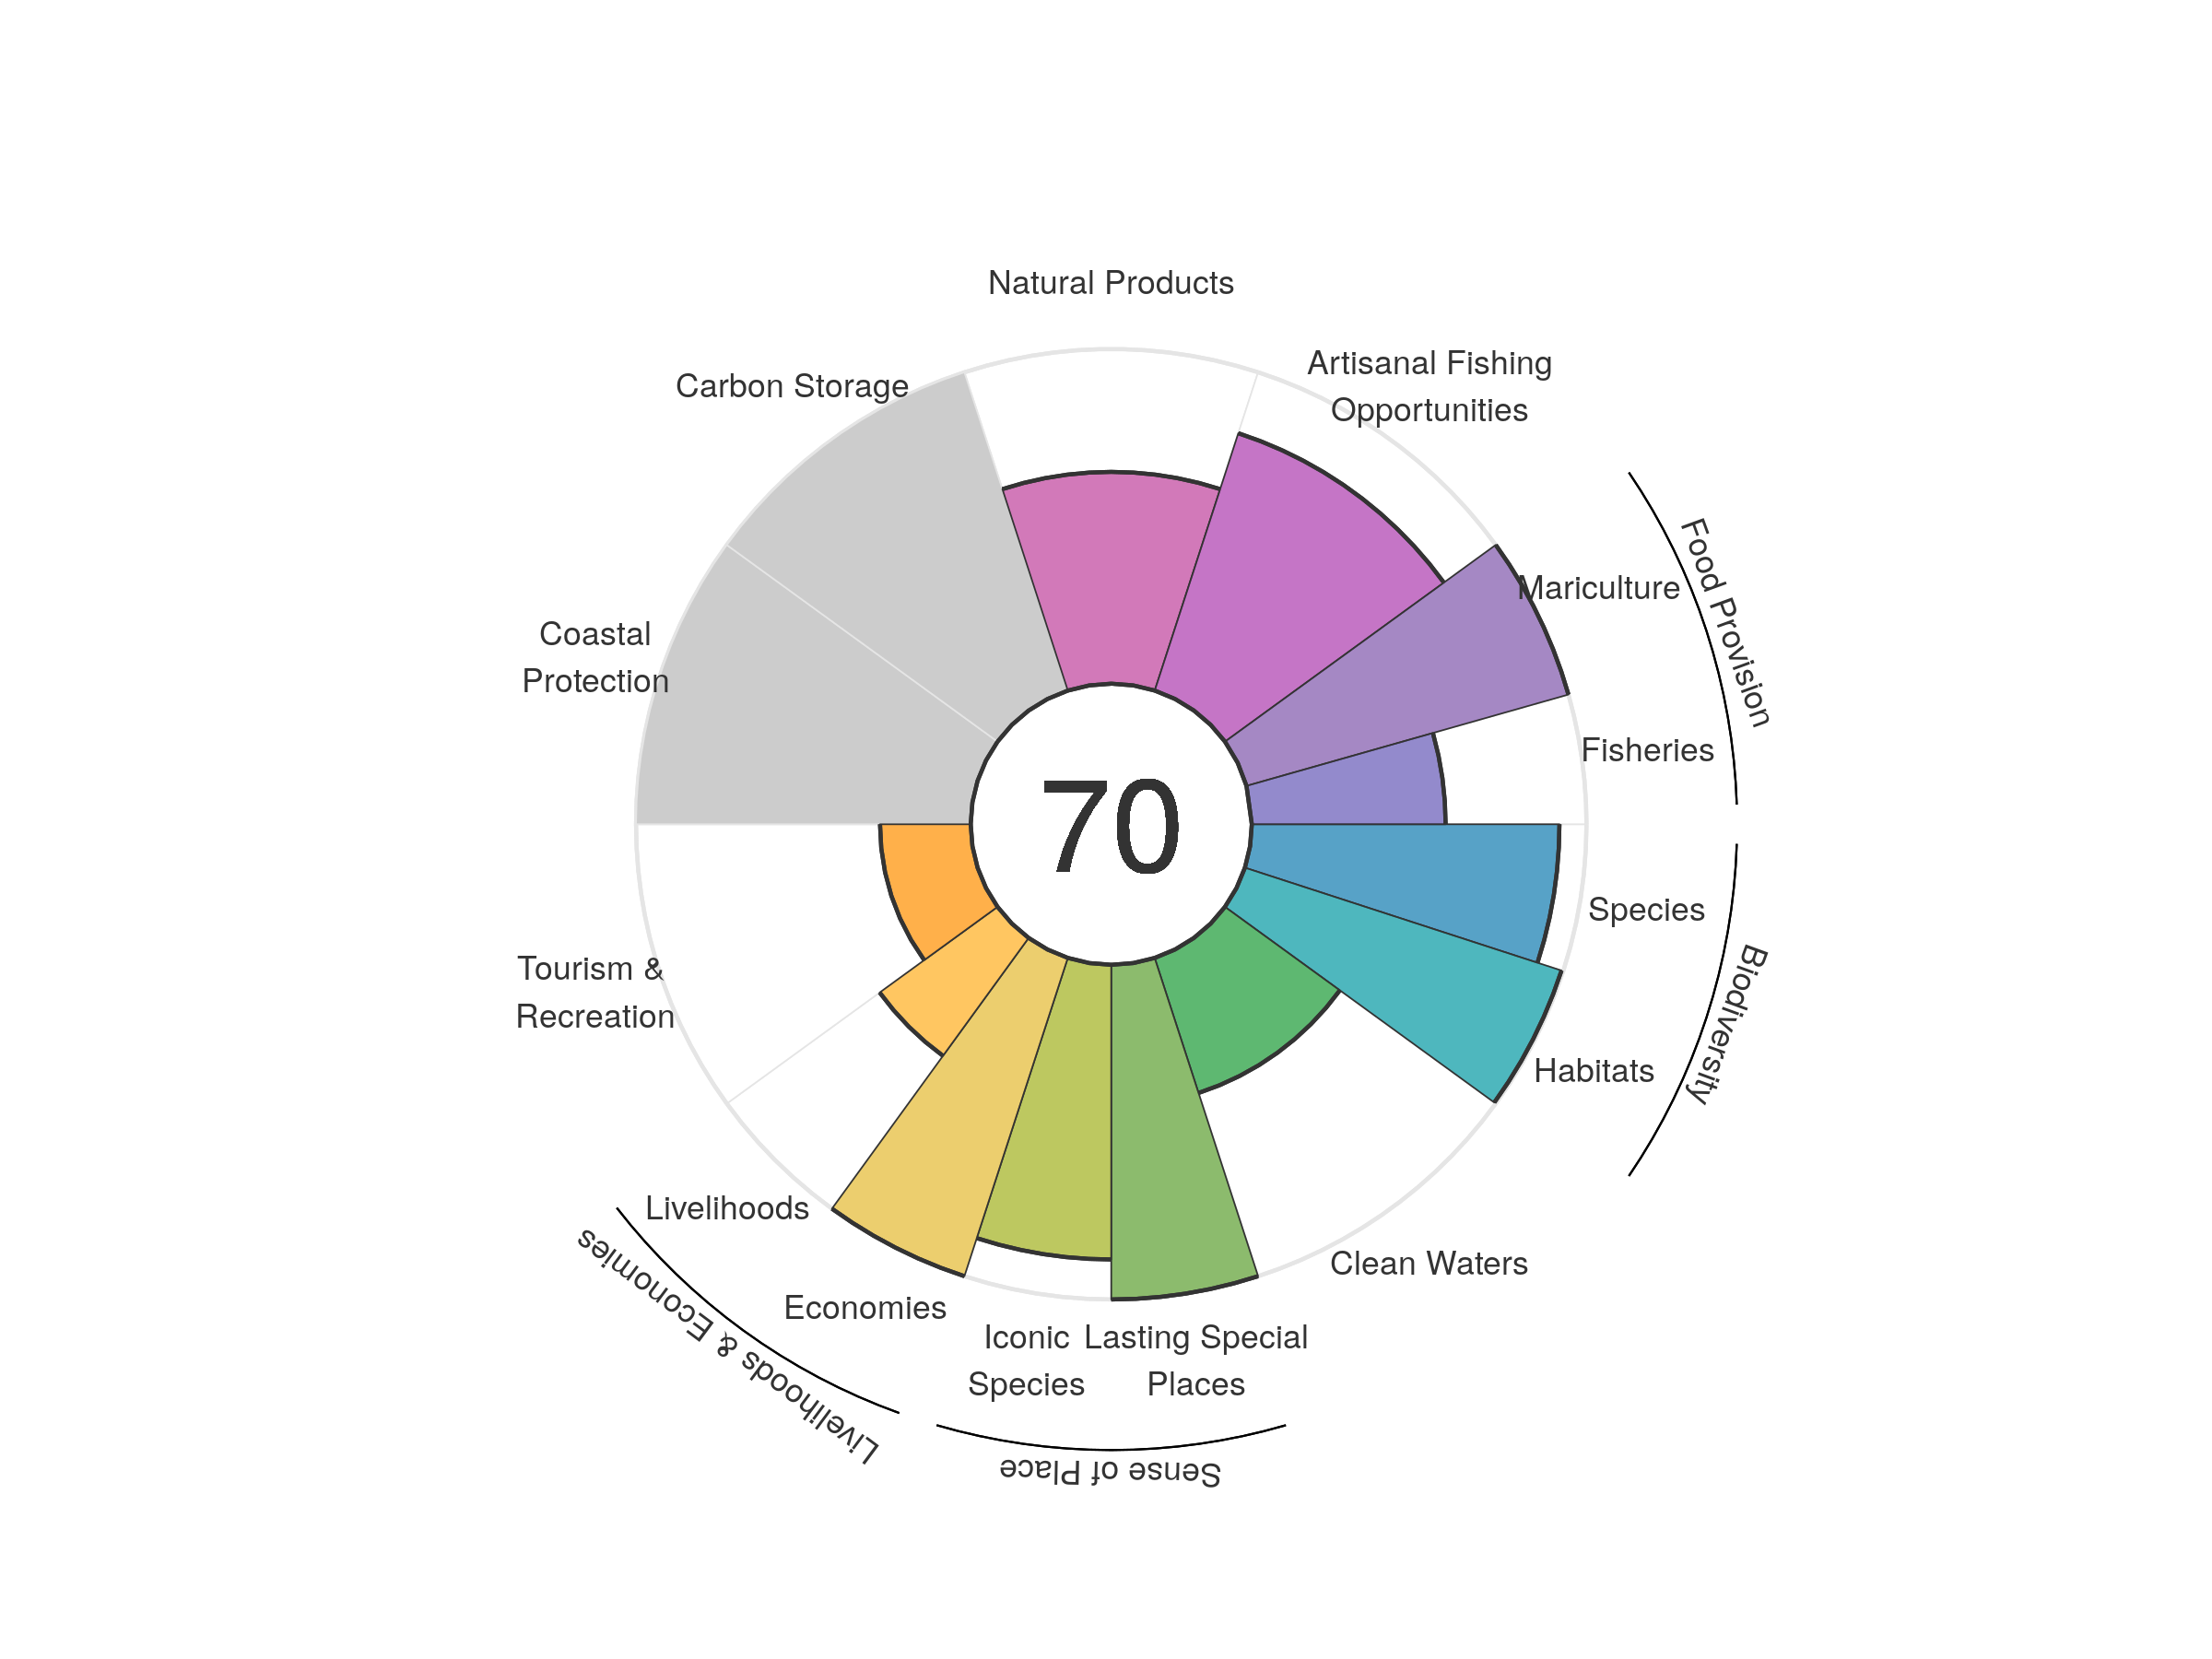 Natural Products
Artisanal Fishing
Opportunities
Carbon Storage
Mariculture
Food Provision
Coastal
Protection
Fisheries
70
Species
Biodiversity
Tourism &
Recreation
Habitats
Livelihoods
Clean Waters
Economies
Livelihoods & Economies
Iconic
Species
Lasting Special
Places
Sense of Place